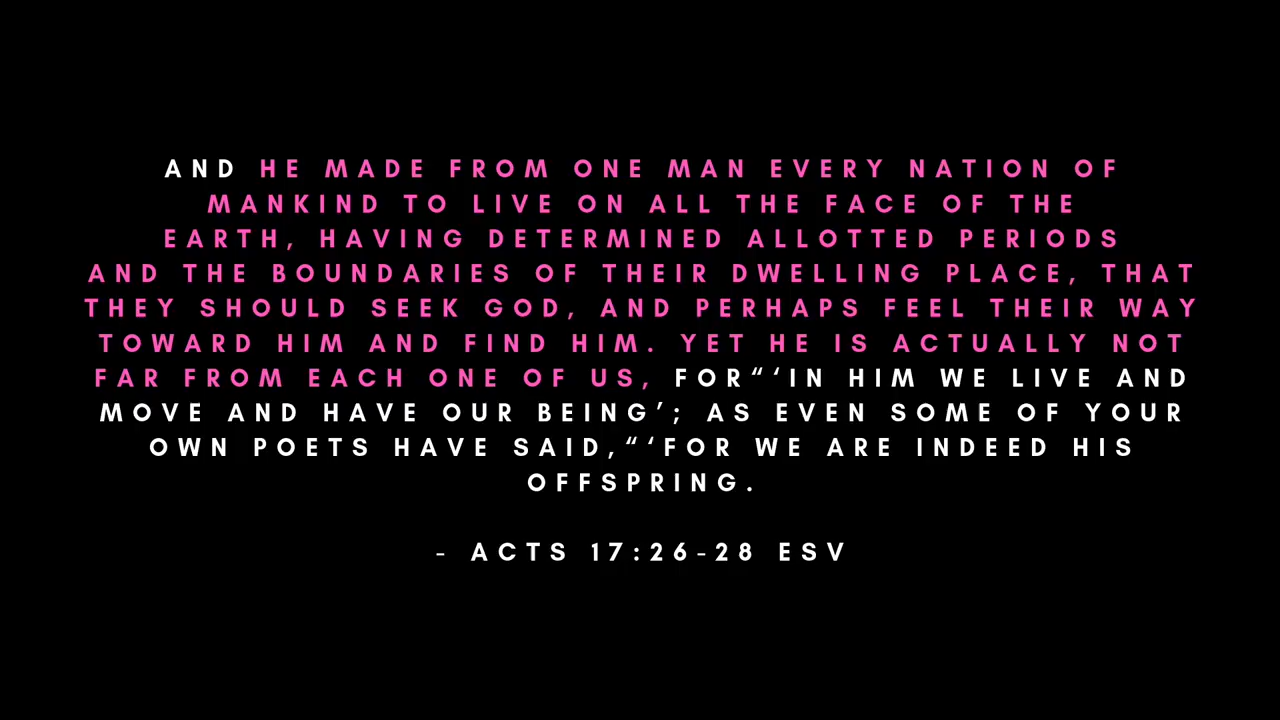 AND HE MADE FROM ONE MAN EVERY NATION OF
MANKIND TO LIVE ON ALL THE FACE OF THE
EARTH, HAVING DETERMINED ALLOTTED PERIODS
AND THE BOUNDARIES OF THEIR DWELLING PLACE, THAT
THEY SHOULD SEEK GOD, AND PERHAPS FEEL THEIR WAY
TOWARD HIM AND FIND HIM. YET HE IS ACTUALLY NOT
FAR FROM EACH ONE OF US, FOR“‘IN HIM WE LIVE AND
MOVE AND HAVE OUR BEING’; AS EVEN SOME OF YOUR
OWN POETS HAVE SAID,“‘FOR WE ARE INDEED HIS
OFFSPRING.
- ACTS 17:26-28 ESV